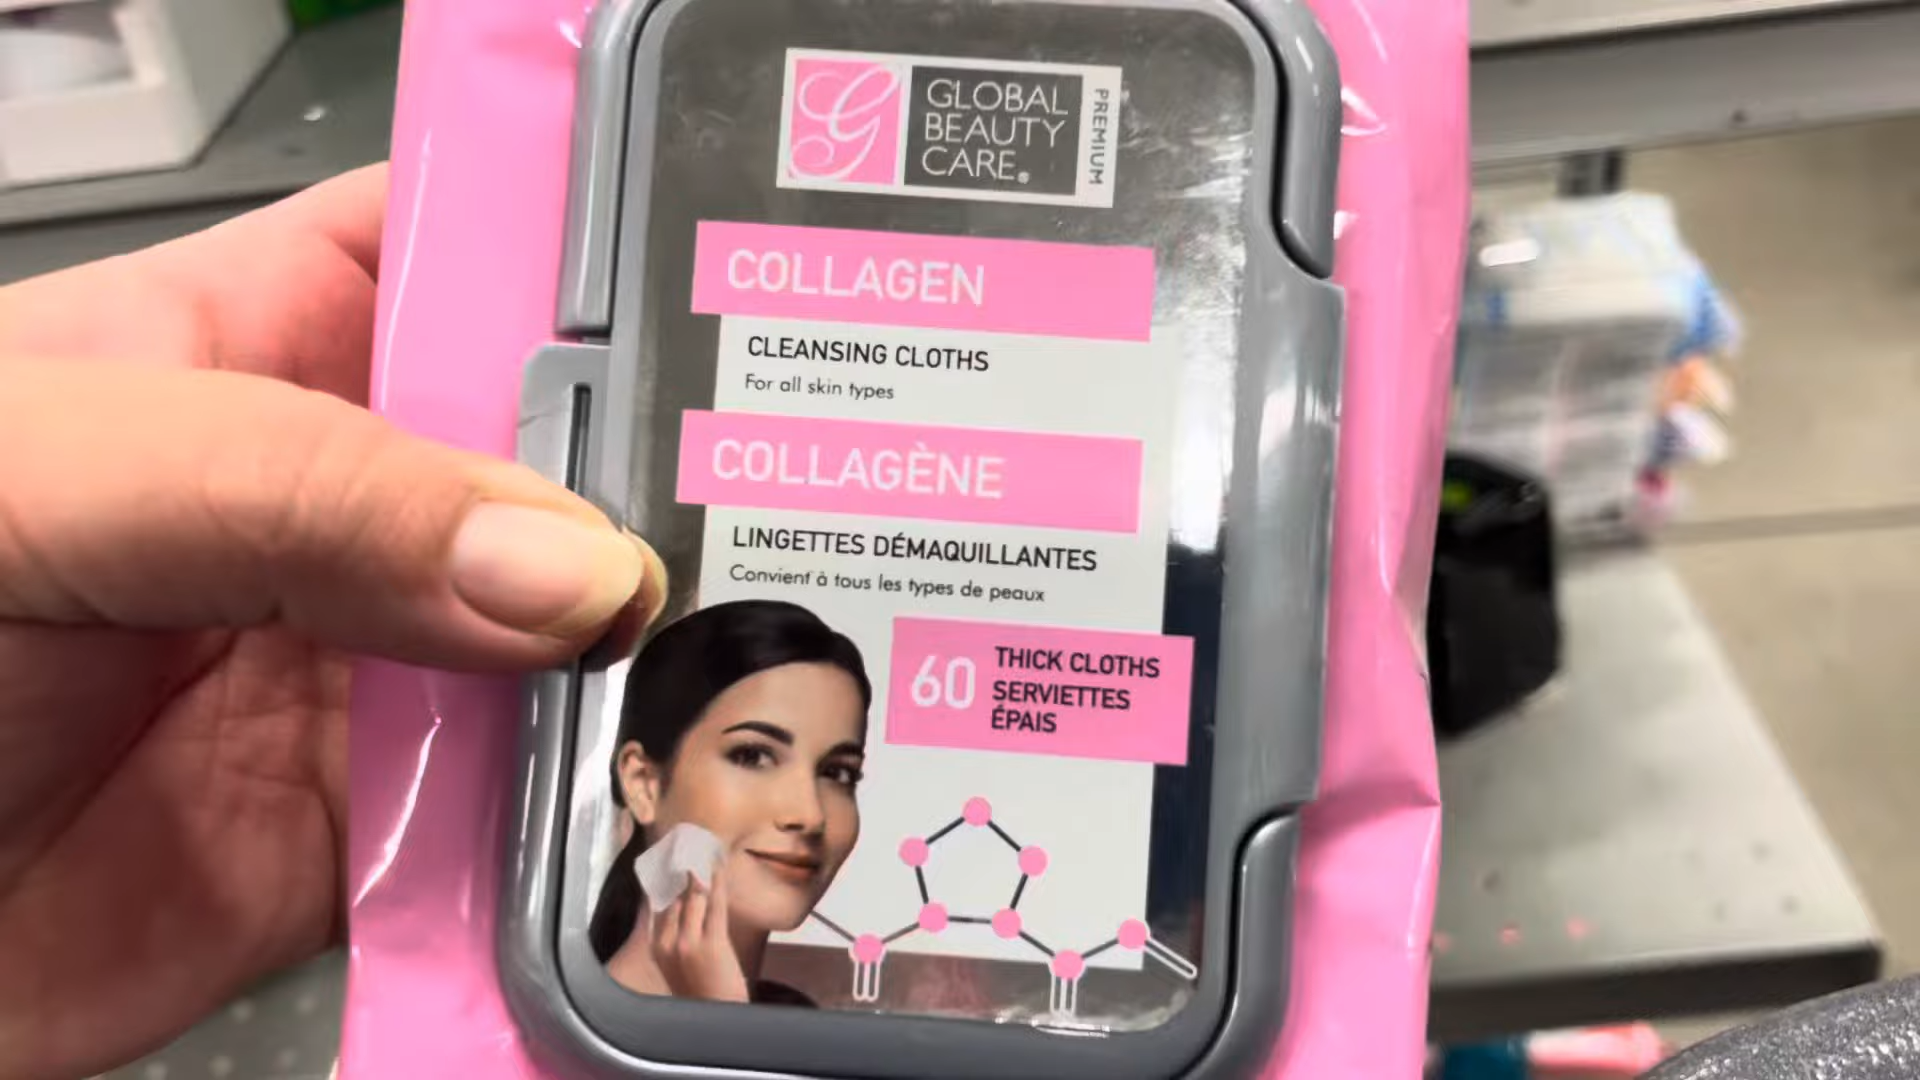 G
GLOBAL
BEAUTY
CARE®
PREMIUM
COLLAGEN
CLEANSING CLOTHS
For all skin types
COLLAGÈNE
LINGETTES DÉMAQUILLANTES
Convient à tous les types de peaux
60
THICK CLOTHS
SERVIETTES
ÉPAIS